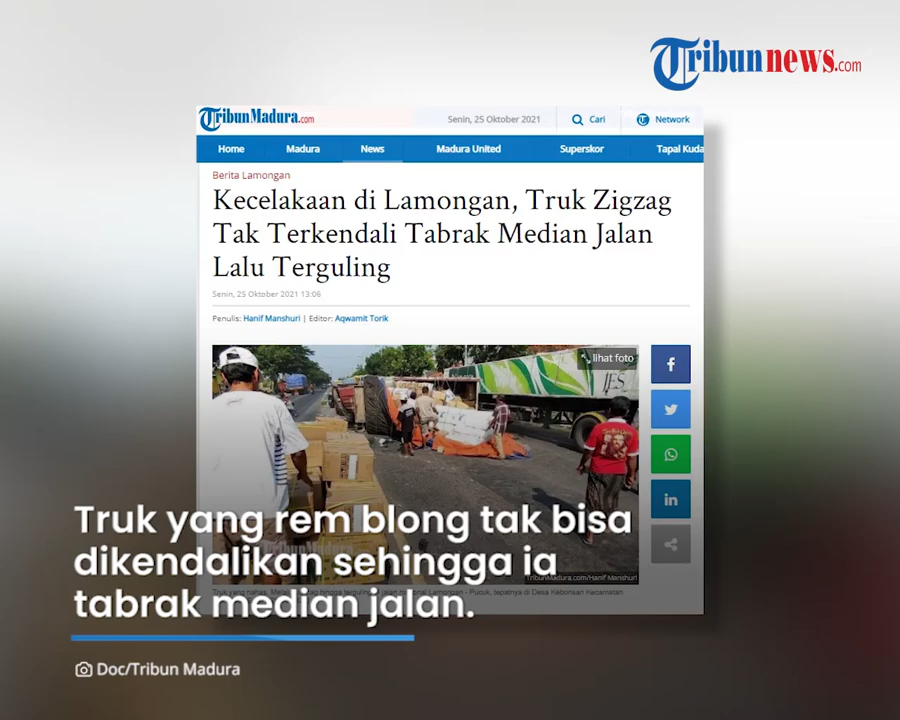 Tribunnews.com
TribunMadura.com
Senin, 25 Oktober 2021
Cari
Network
Home
Madura
News
Madura United
Superskor
Tapal Kuda
Berita Lamongan
Kecelakaan di Lamongan, Truk Zigzag
Tak Terkendali Tabrak Median Jalan
Lalu Terguling
Senin, 25 Oktober 2021 13:06
Penulis: Hanif Manshuri | Editor: Aqwamit Torik
lihat foto
Truk yang rem blong tak bisa
dikendalikan sehingga ia
tabrak median jalan.
TribunMadura.com/Hanif Manshuri
Doc/Tribun Madura